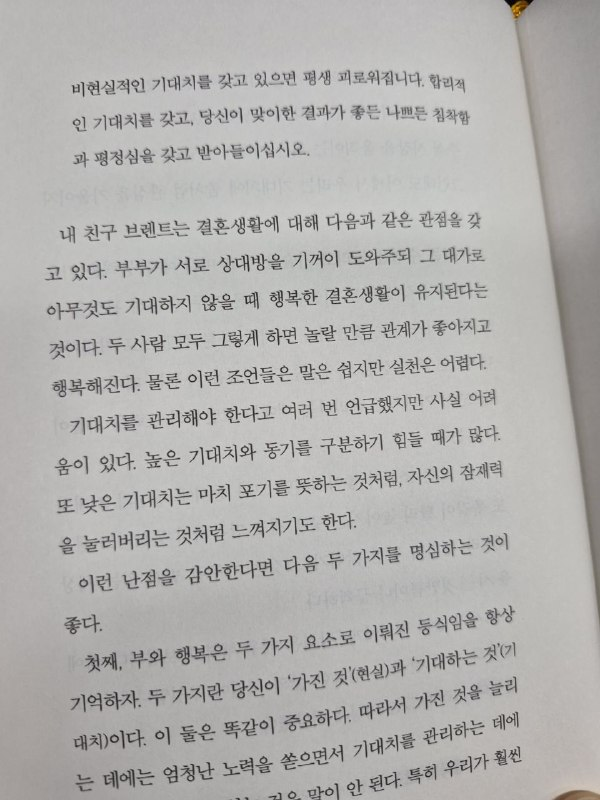 비현실적인 기대치를 갖고 있으면 평생 괴로워집니다. 합리적
인 기대치를 갖고, 당신이 맞이한 결과가 좋든 나쁘든 침착함
과 평정심을 갖고 받아들이십시오.
내 친구 브렌트는 결혼생활에 대해 다음과 같은 관점을 갖
고 있다. 부부가 서로 상대방을 기꺼이 도와주되 그 대가로
아무것도 기대하지 않을 때 행복한 결혼생활이 유지된다는
것이다. 두 사람 모두 그렇게 하면 놀랄 만큼 관계가 좋아지고
행복해진다. 물론 이런 조언들은 말은 쉽지만 실천은 어렵다.
기대치를 관리해야 한다고 여러 번 언급했지만 사실 어려
움이 있다. 높은 기대치와 동기를 구분하기 힘들 때가 많다.
또 낮은 기대치는 마치 포기를 뜻하는 것처럼, 자신의 잠재력
을 눌러버리는 것처럼 느껴지기도 한다.
이런 난점을 감안한다면 다음 두 가지를 명심하는 것이
좋다.
첫째, 부와 행복은 두 가지 요소로 이뤄진 등식임을 항상
기억하자. 두 가지란 당신이 ‘가진 것’(현실)과 ‘기대하는 것’(기
대치)이다. 이 둘은 똑같이 중요하다. 따라서 가진 것을 늘리
는 데에는 엄청난 노력을 쏟으면서 기대치를 관리하는 데에
것은 말이 안 된다. 특히 우리가 훨씬